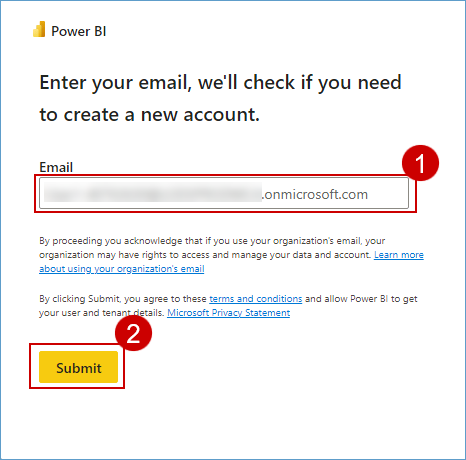 Power BI
Enter your email, we'll check if you need
to create a new account.
1
Email
.onmicrosoft.com
By proceeding you acknowledge that if you use your organization's email, your
organization may have rights to access and manage your data and account. Learn more
about using your organization's email
By clicking Submit, you agree to these terms and conditions and allow Power BI to get
your user and tenant details. Microsoft Privacy Statement
2
Submit